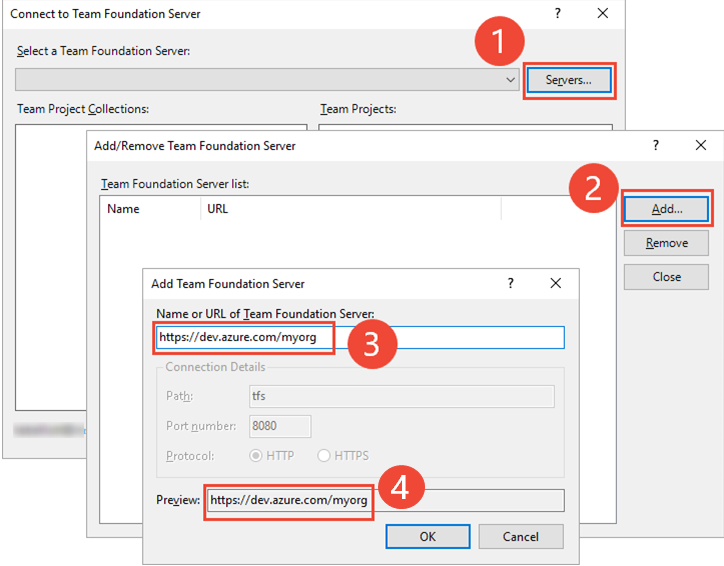 Connect to Team Foundation Server ?
1
Select a Team Foundation Server:
Servers...
Team Project Collections: Team Projects:
Add/Remove Team Foundation Server ?
2
Team Foundation Server list:
Name URL
Add...
Remove
Close
Add Team Foundation Server ?
Name or URL of Team Foundation Server:
https://dev.azure.com/myorg
3
Connection Details
Path: tfs
Port number: 8080
Protocol: HTTP HTTPS
4
Preview: https://dev.azure.com/myorg
OK Cancel